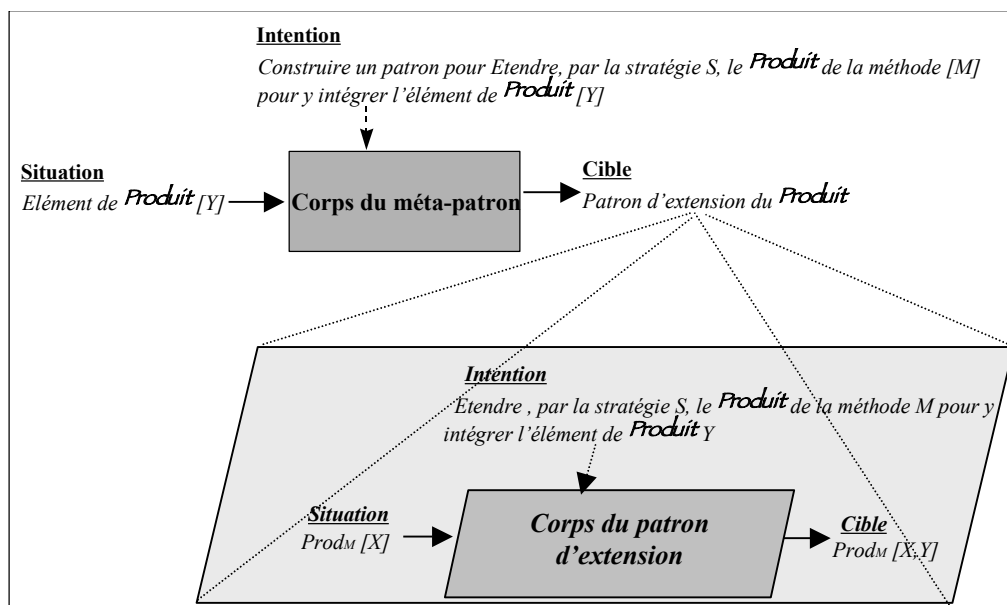 Intention
Construire un patron pour Etendre, par la stratégie S, le Produit de la méthode [M]
pour y intégrer l'élément de Produit [Y]
Situation
Elément de Produit [Y]
Corps du méta-patron
Cible
Patron d'extension du Produit
Intention
Etendre , par la stratégie S, le Produit de la méthode M pour y
intégrer l'élément de Produit Y
Situation
ProdM [X]
Corps du patron
d'extension
Cible
ProdM [X,Y]